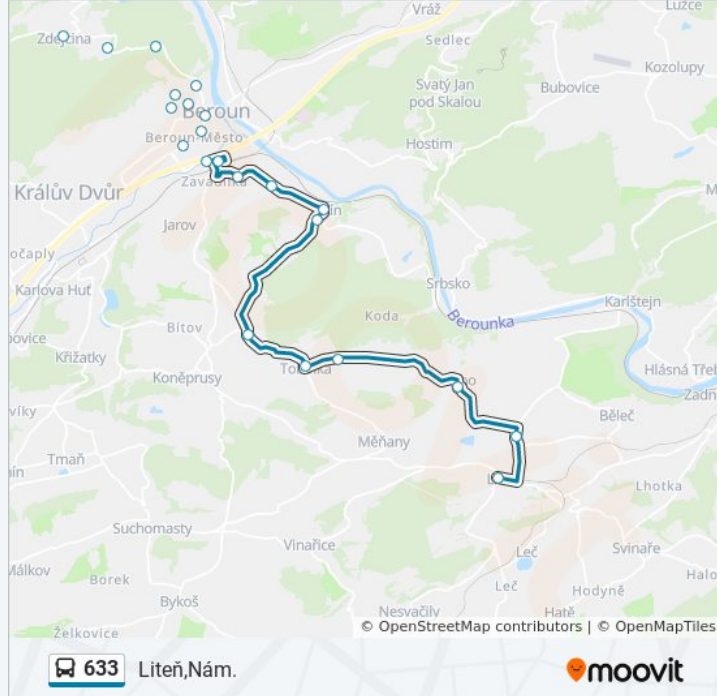 Vráž
Lužce
Zdejcina
Sedlec
Kozolupy
Svatý Jan
pod Skalou
Bubovice
Beroun
Beroun-Město
Hostim
Králův Dvůr
Zavadilka
Jarov
Karlova Huť
Srbsko
Karlštejn
Koda
Berounka
Bitov
Křižatky
Koněprusy
Hlásná Třeb
Zadn
Běleč
Tmaň
Měňany
Lhotka
Suchomasty
Vinařice
Svinaře
Leč
Málkov
Borek
Halo
Leč
Hodyně
Bykoš
Nesvačily
Hatě
Želkovice
© OpenStreetMap contributors | © OpenMapTiles
633 Liteň,Nám.
moovit